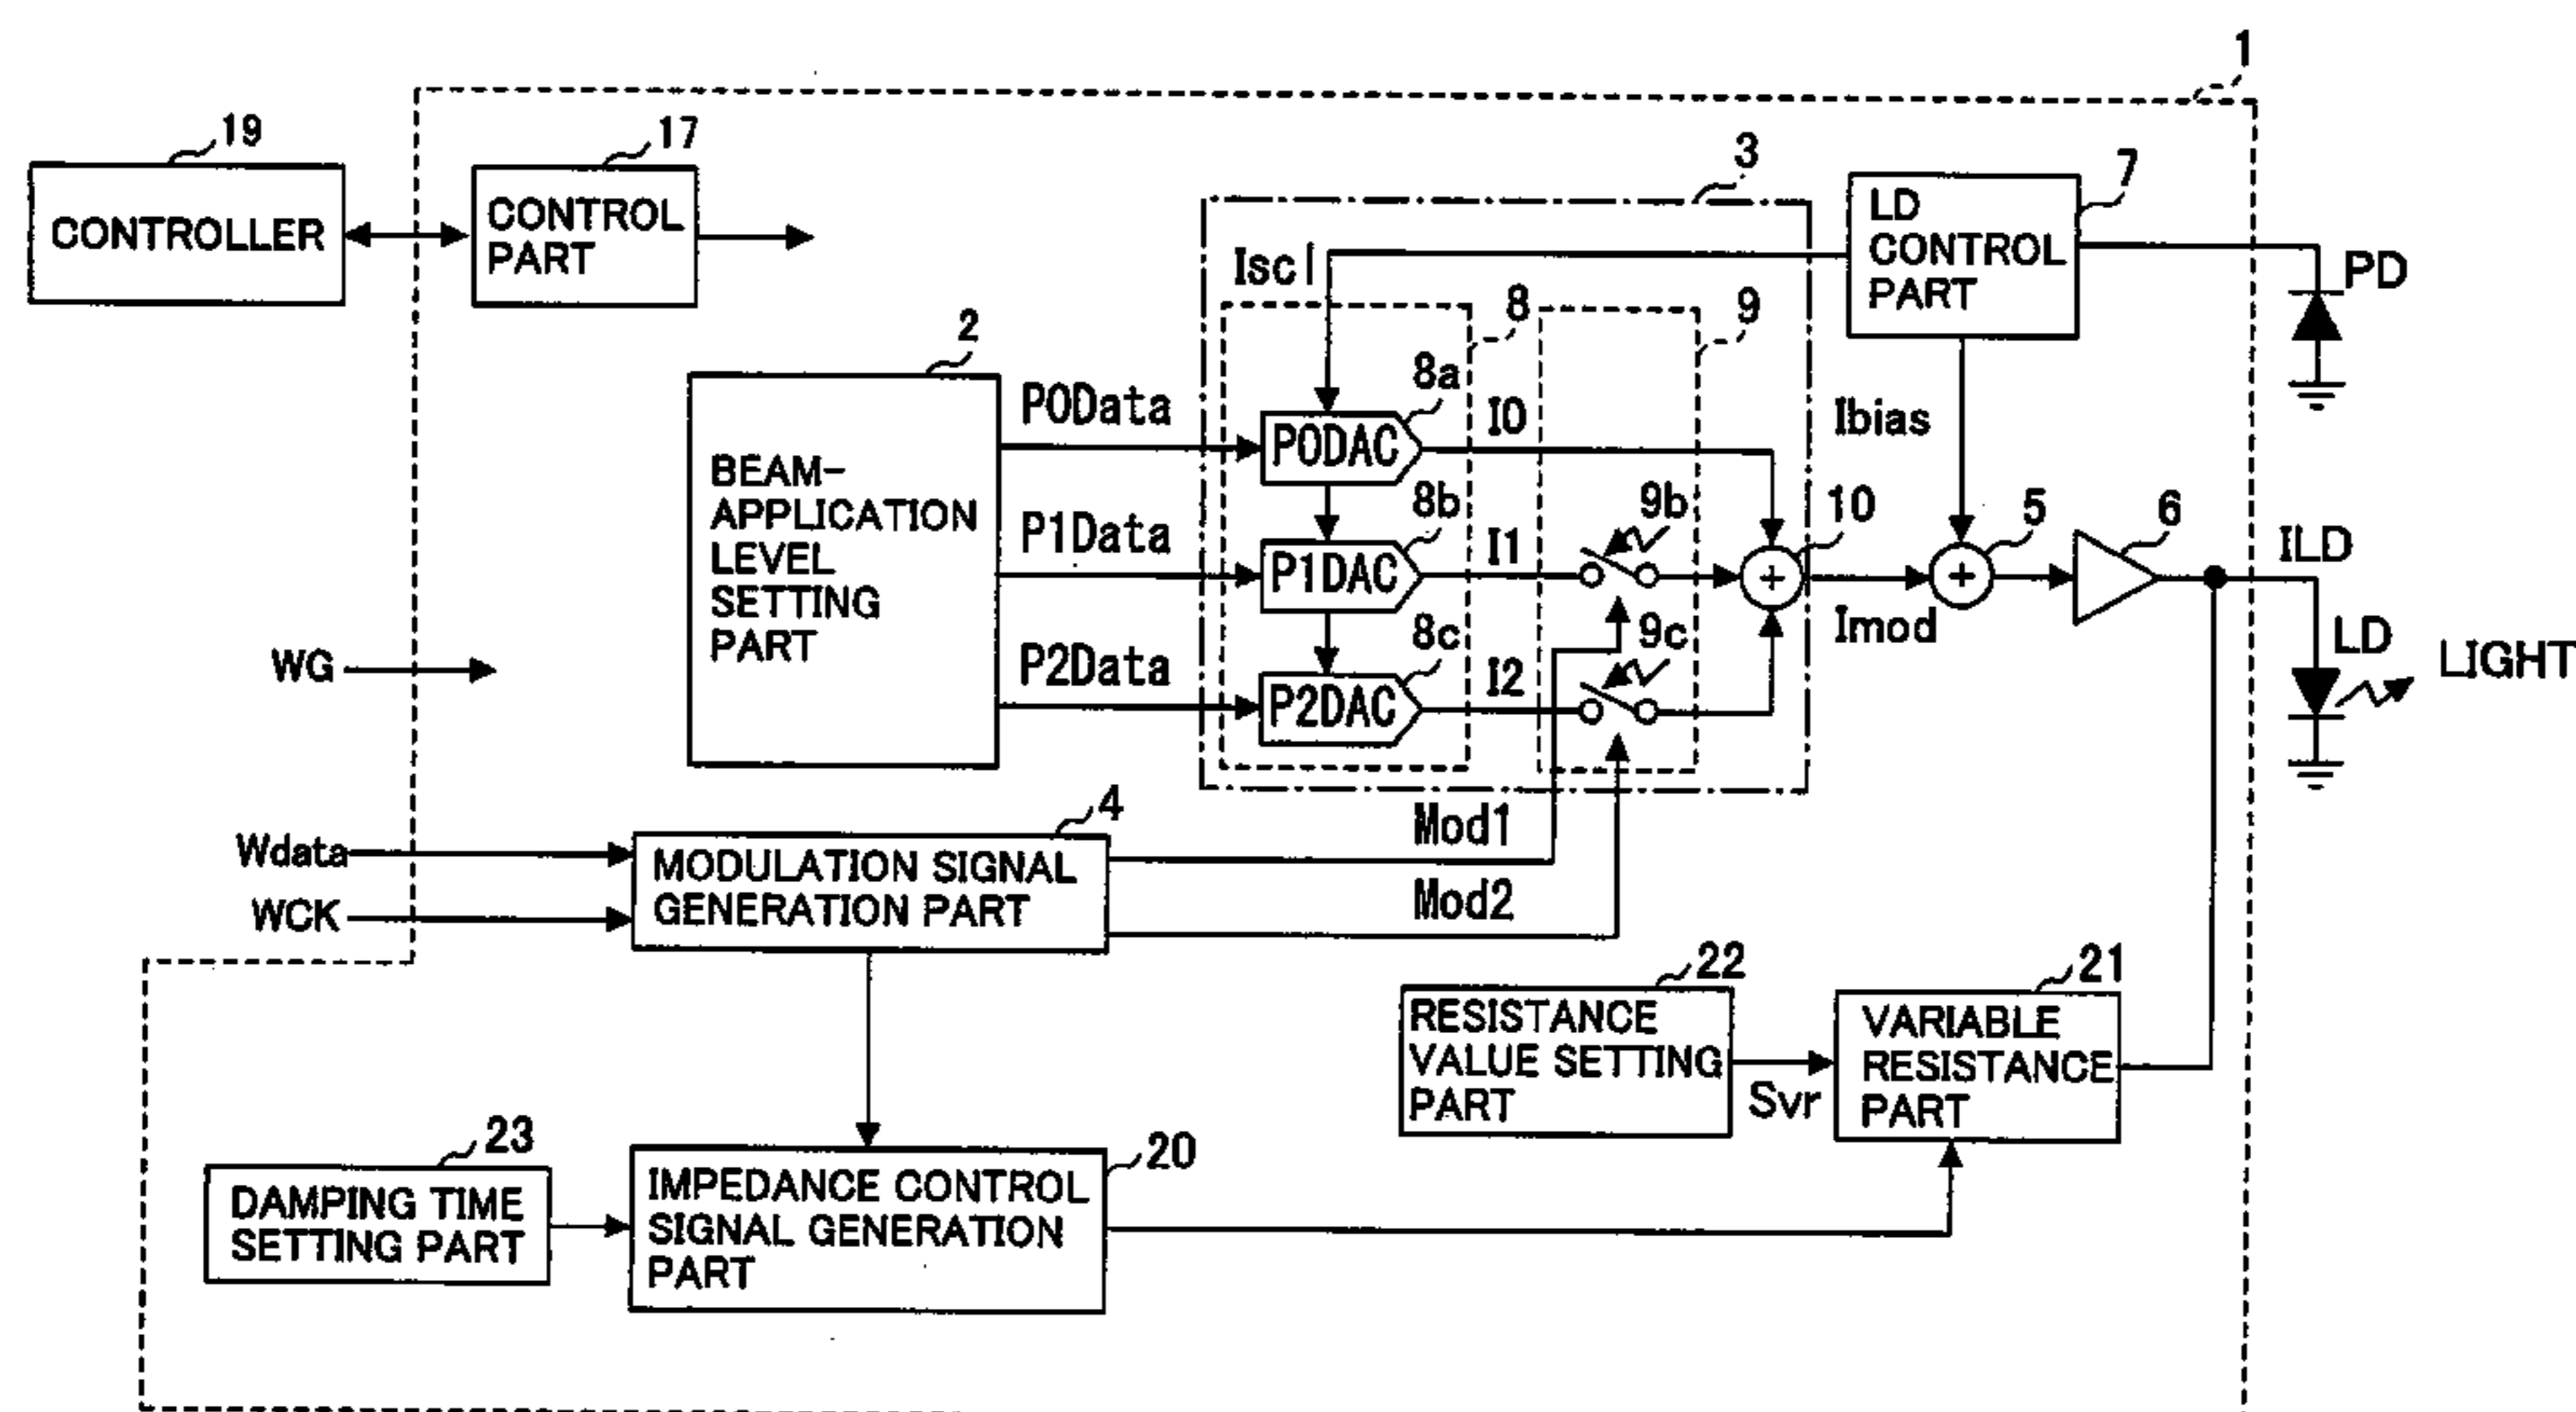 1
19
17
CONTROLLER
CONTROL
PART
3
7
LD
CONTROL
PART
PD
Iscl
8
9
2
BEAM-
APPLICATION
LEVEL
SETTING
PART
P0Data
P1Data
P2Data
8a
P0DAC
I0
8b
P1DAC
I1
8c
P2DAC
I2
9b
9c
10
Ibias
Imod
5
6
ILD
LD
LIGHT
WG
Wdata
WCK
4
MODULATION SIGNAL
GENERATION PART
Mod1
Mod2
22
RESISTANCE
VALUE SETTING
PART
Svr
21
VARIABLE
RESISTANCE
PART
23
DAMPING TIME
SETTING PART
20
IMPEDANCE CONTROL
SIGNAL GENERATION
PART